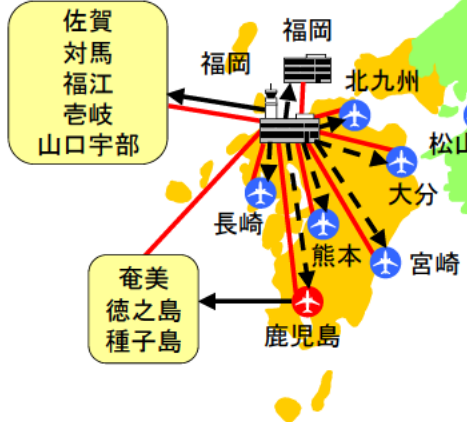 佐賀
対馬
福江
壱岐
山口宇部
福岡
福岡
北九州
松山
大分
長崎
熊本
宮崎
鹿児島
奄美
徳之島
種子島